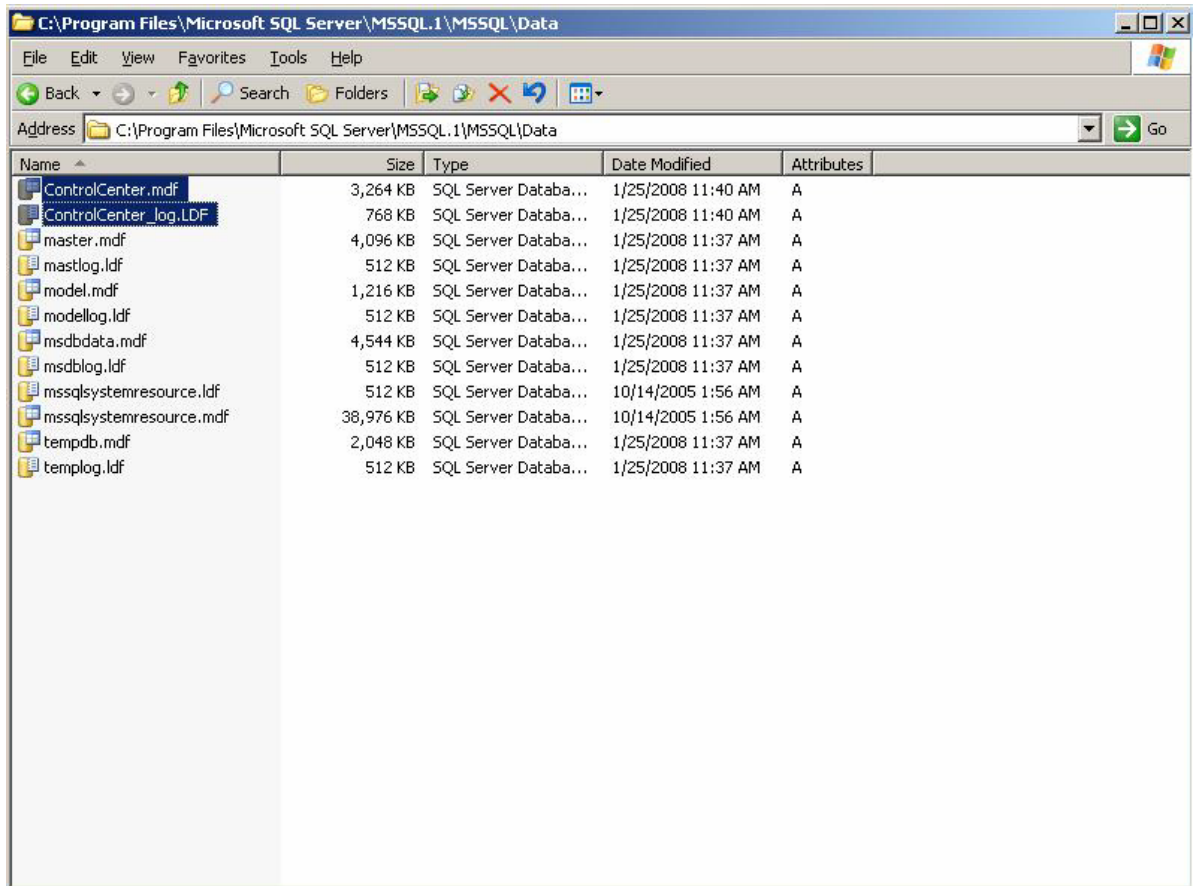 C:\Program Files\Microsoft SQL Server\MSSQL.1\MSSQL\Data
File Edit View Favorites Tools Help
Back Search Folders
Address C:\Program Files\Microsoft SQL Server\MSSQL.1\MSSQL\Data Go
Name Size Type Date Modified Attributes
ControlCenter.mdf 3,264 KB SQL Server Databa... 1/25/2008 11:40 AM A
ControlCenter_log.LDF 768 KB SQL Server Databa... 1/25/2008 11:40 AM A
master.mdf 4,096 KB SQL Server Databa... 1/25/2008 11:37 AM A
mastlog.ldf 512 KB SQL Server Databa... 1/25/2008 11:37 AM A
model.mdf 1,216 KB SQL Server Databa... 1/25/2008 11:37 AM A
modellog.ldf 512 KB SQL Server Databa... 1/25/2008 11:37 AM A
msdbdata.mdf 4,544 KB SQL Server Databa... 1/25/2008 11:37 AM A
msdblog.ldf 512 KB SQL Server Databa... 1/25/2008 11:37 AM A
mssqlsystemresource.ldf 512 KB SQL Server Databa... 10/14/2005 1:56 AM A
mssqlsystemresource.mdf 38,976 KB SQL Server Databa... 10/14/2005 1:56 AM A
tempdb.mdf 2,048 KB SQL Server Databa... 1/25/2008 11:37 AM A
templog.ldf 512 KB SQL Server Databa... 1/25/2008 11:37 AM A